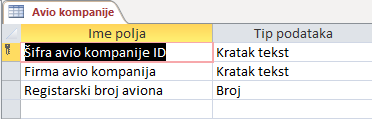 Avio kompanije
Ime polja Tip podataka
Šifra avio kompanije ID Kratak tekst
Firma avio kompanija Kratak tekst
Registarski broj aviona Broj